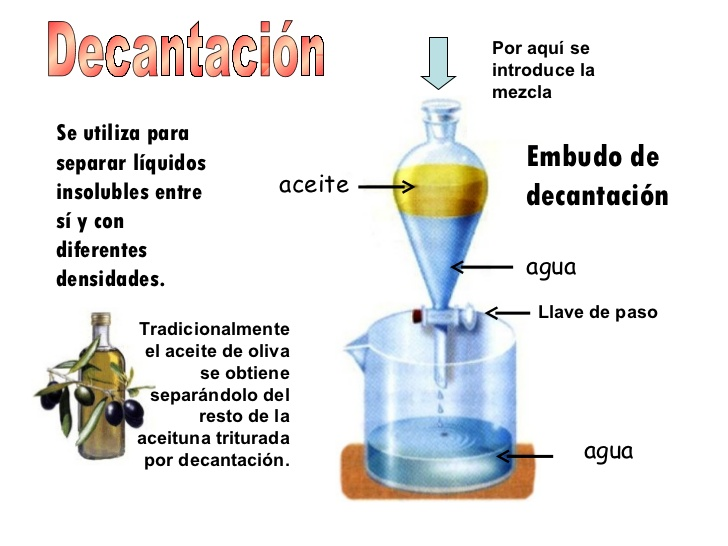 Decantación
Por aquí se
introduce la
mezcla
Se utiliza para
separar líquidos
insolubles entre
sí y con
diferentes
densidades.
Embudo de
decantación
aceite
agua
Llave de paso
Tradicionalmente
el aceite de oliva
se obtiene
separándolo del
resto de la
aceituna triturada
por decantación.
agua